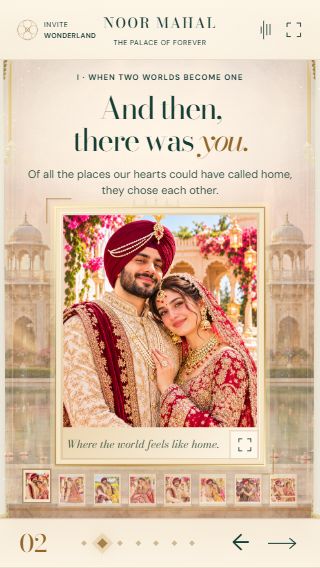 INVITE
WONDERLAND
NOOR MAHAL
THE PALACE OF FOREVER
I · WHEN TWO WORLDS BECOME ONE
And then,
there was you.
Of all the places our hearts could have called home,
they chose each other.
Where the world feels like home.
02